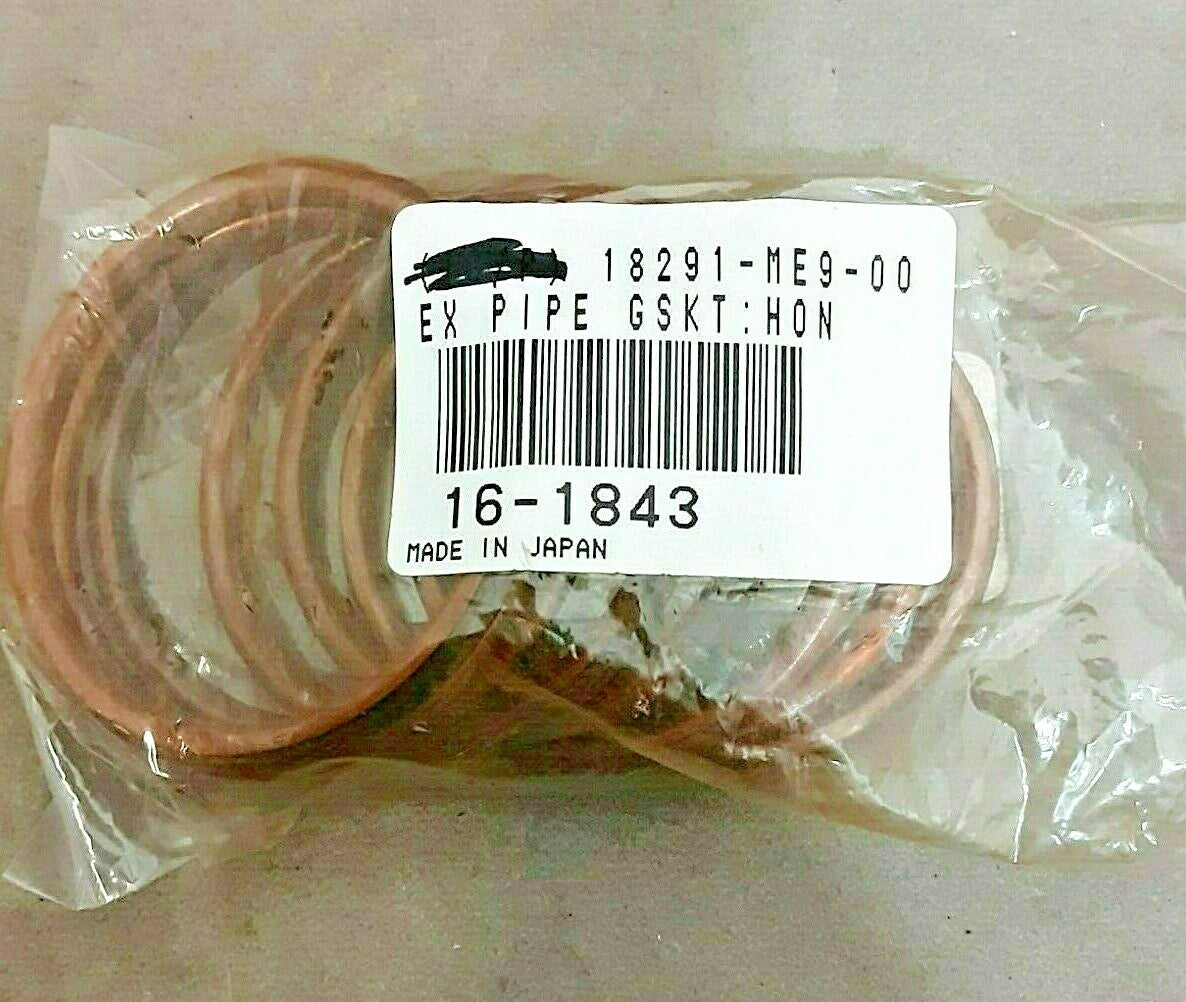 18291-ME9-00
EX PIPE GSKT:HON
16-1843
MADE IN JAPAN